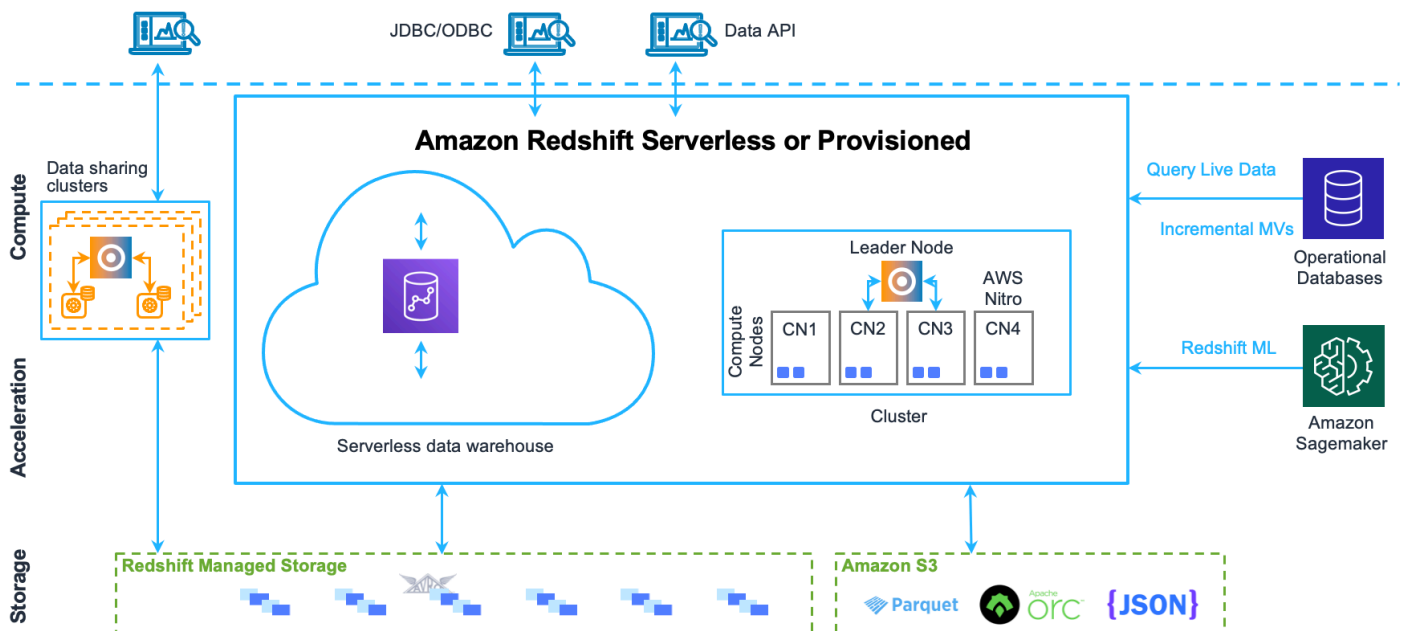 JDBC/ODBC
Data API
Amazon Redshift Serverless or Provisioned
Data sharing
clusters
Compute
Query Live Data
Incremental MVs
Operational
Databases
Leader Node
AWS
Nitro
Compute
Nodes
CN1
CN2
CN3
CN4
Cluster
Serverless data warehouse
Redshift ML
Amazon
Sagemaker
Acceleration
Storage
Redshift Managed Storage
Amazon S3
Parquet
Apache
orc
{JSON}